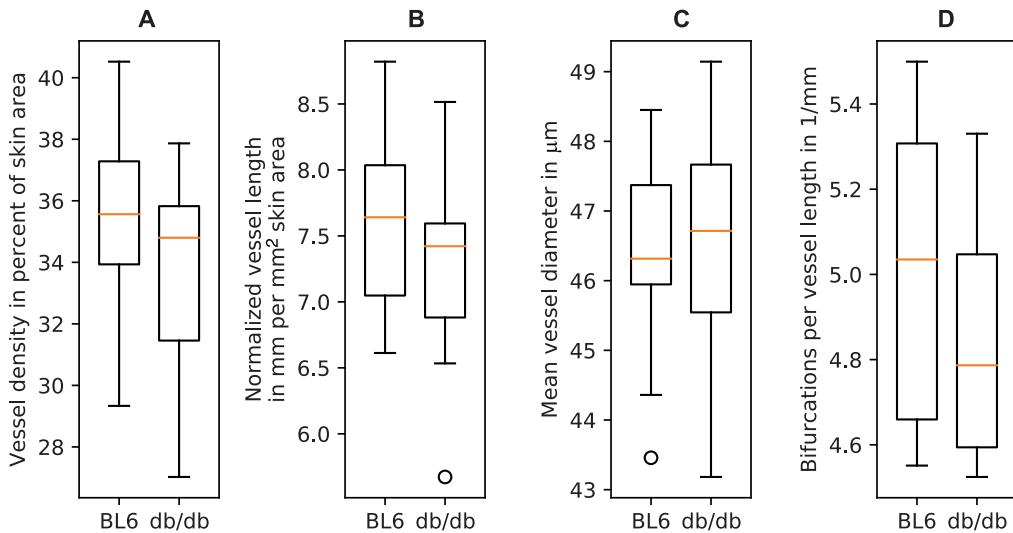 A
Vessel density in percent of skin area
40
38
36
34
32
30
28
BL6 db/db
B
Normalized vessel length
in mm per mm² skin area
8.5
8.0
7.5
7.0
6.5
6.0
BL6 db/db
C
Mean vessel diameter in μm
49
48
47
46
45
44
43
BL6 db/db
D
Bifurcations per vessel length in 1/mm
5.4
5.2
5.0
4.8
4.6
BL6 db/db